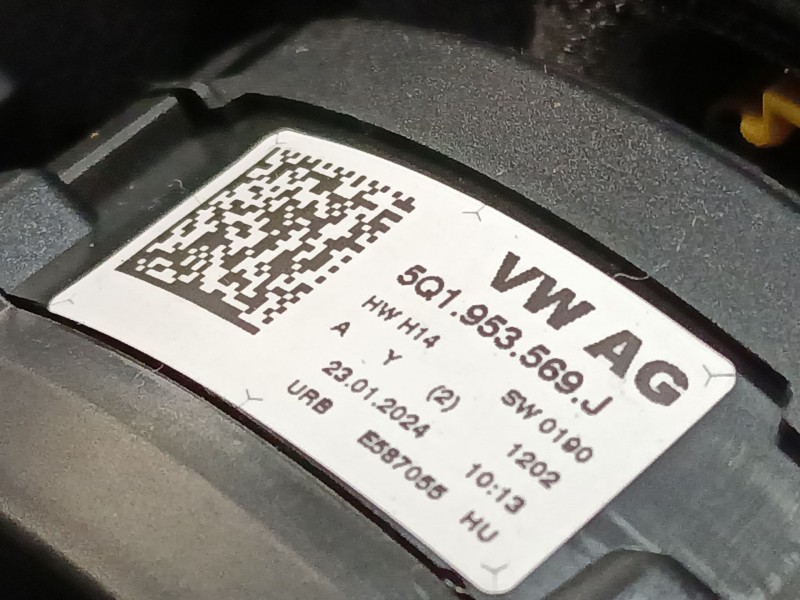 VW AG
5Q1.953.569.J
HW H14 SW 0190
A Y (2) 1202
23.01.2024 10:13
URB E587055 HU